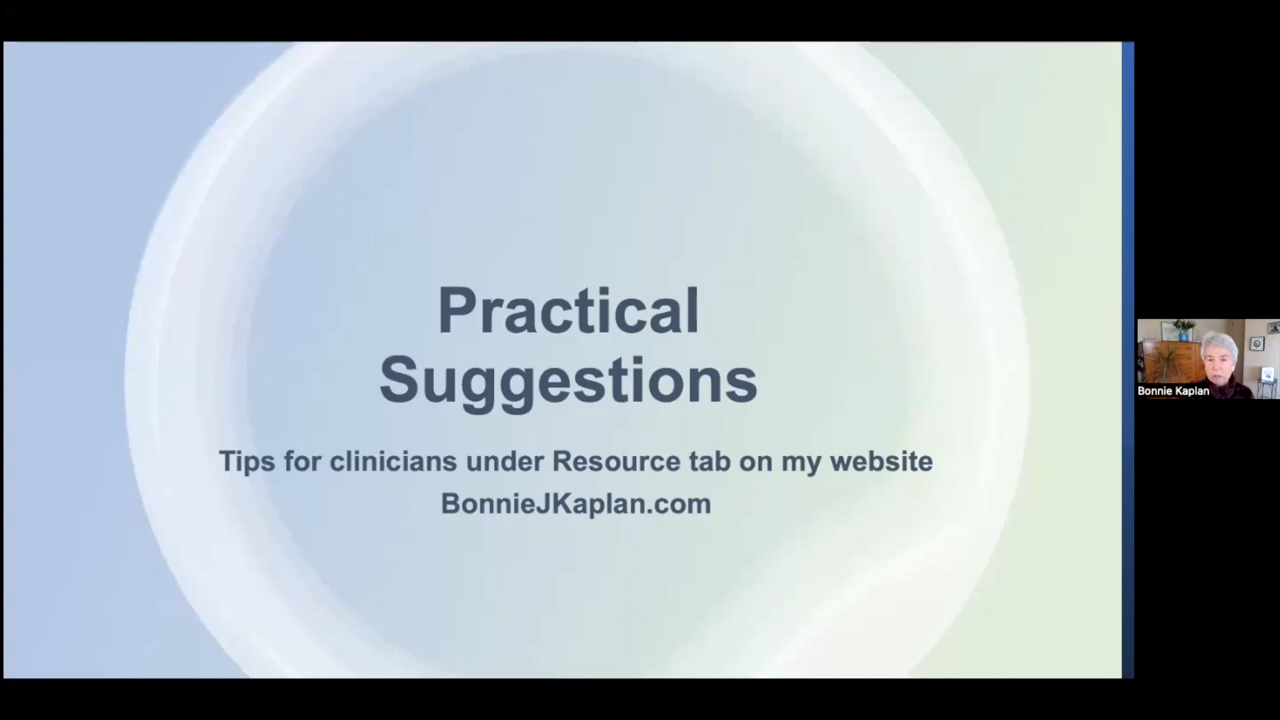 Practical
Suggestions
Tips for clinicians under Resource tab on my website
BonnieJKaplan.com
Bonnie Kaplan